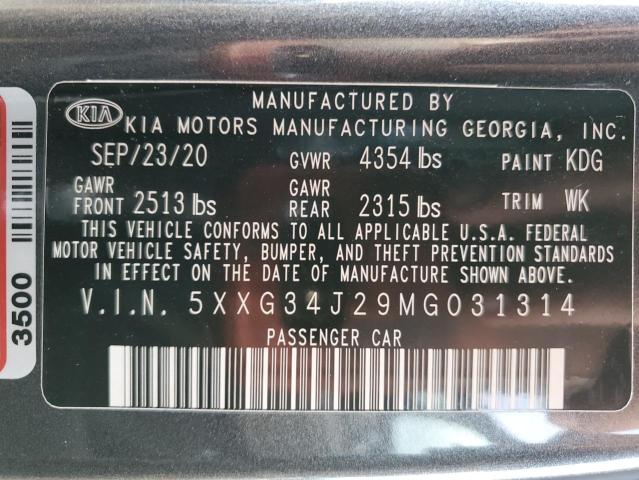 MANUFACTURED BY
KIA KIA MOTORS MANUFACTURING GEORGIA, INC.
SEP/23/20 GVWR 4354 lbs PAINT KDG
GAWR FRONT 2513 lbs GAWR REAR 2315 lbs TRIM WK
THIS VEHICLE CONFORMS TO ALL APPLICABLE U.S.A. FEDERAL
MOTOR VEHICLE SAFETY, BUMPER, AND THEFT PREVENTION STANDARDS
IN EFFECT ON THE DATE OF MANUFACTURE SHOWN ABOVE.
V.I.N. 5XXG34J29MG031314
PASSENGER CAR
3500